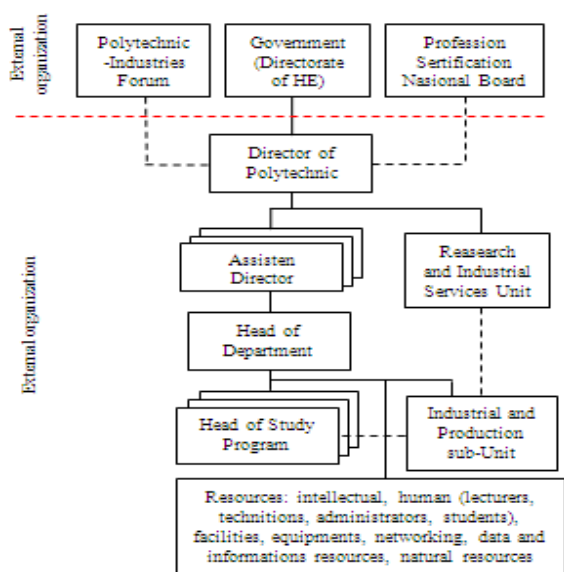 External
organization
Polytechnic
-Industries
Forum
Government
(Directorate
of HE)
Profession
Sertification
Nasional Board
Director of
Polytechnic
External organization
Assisten
Director
Reasearch
and Industrial
Services Unit
Head of
Department
Head of Study
Program
Industrial and
Production
sub-Unit
Resources: intellectual, human (lecturers,
technitions, administrators, students),
facilities, equipments, networking, data and
informations resources, natural resources